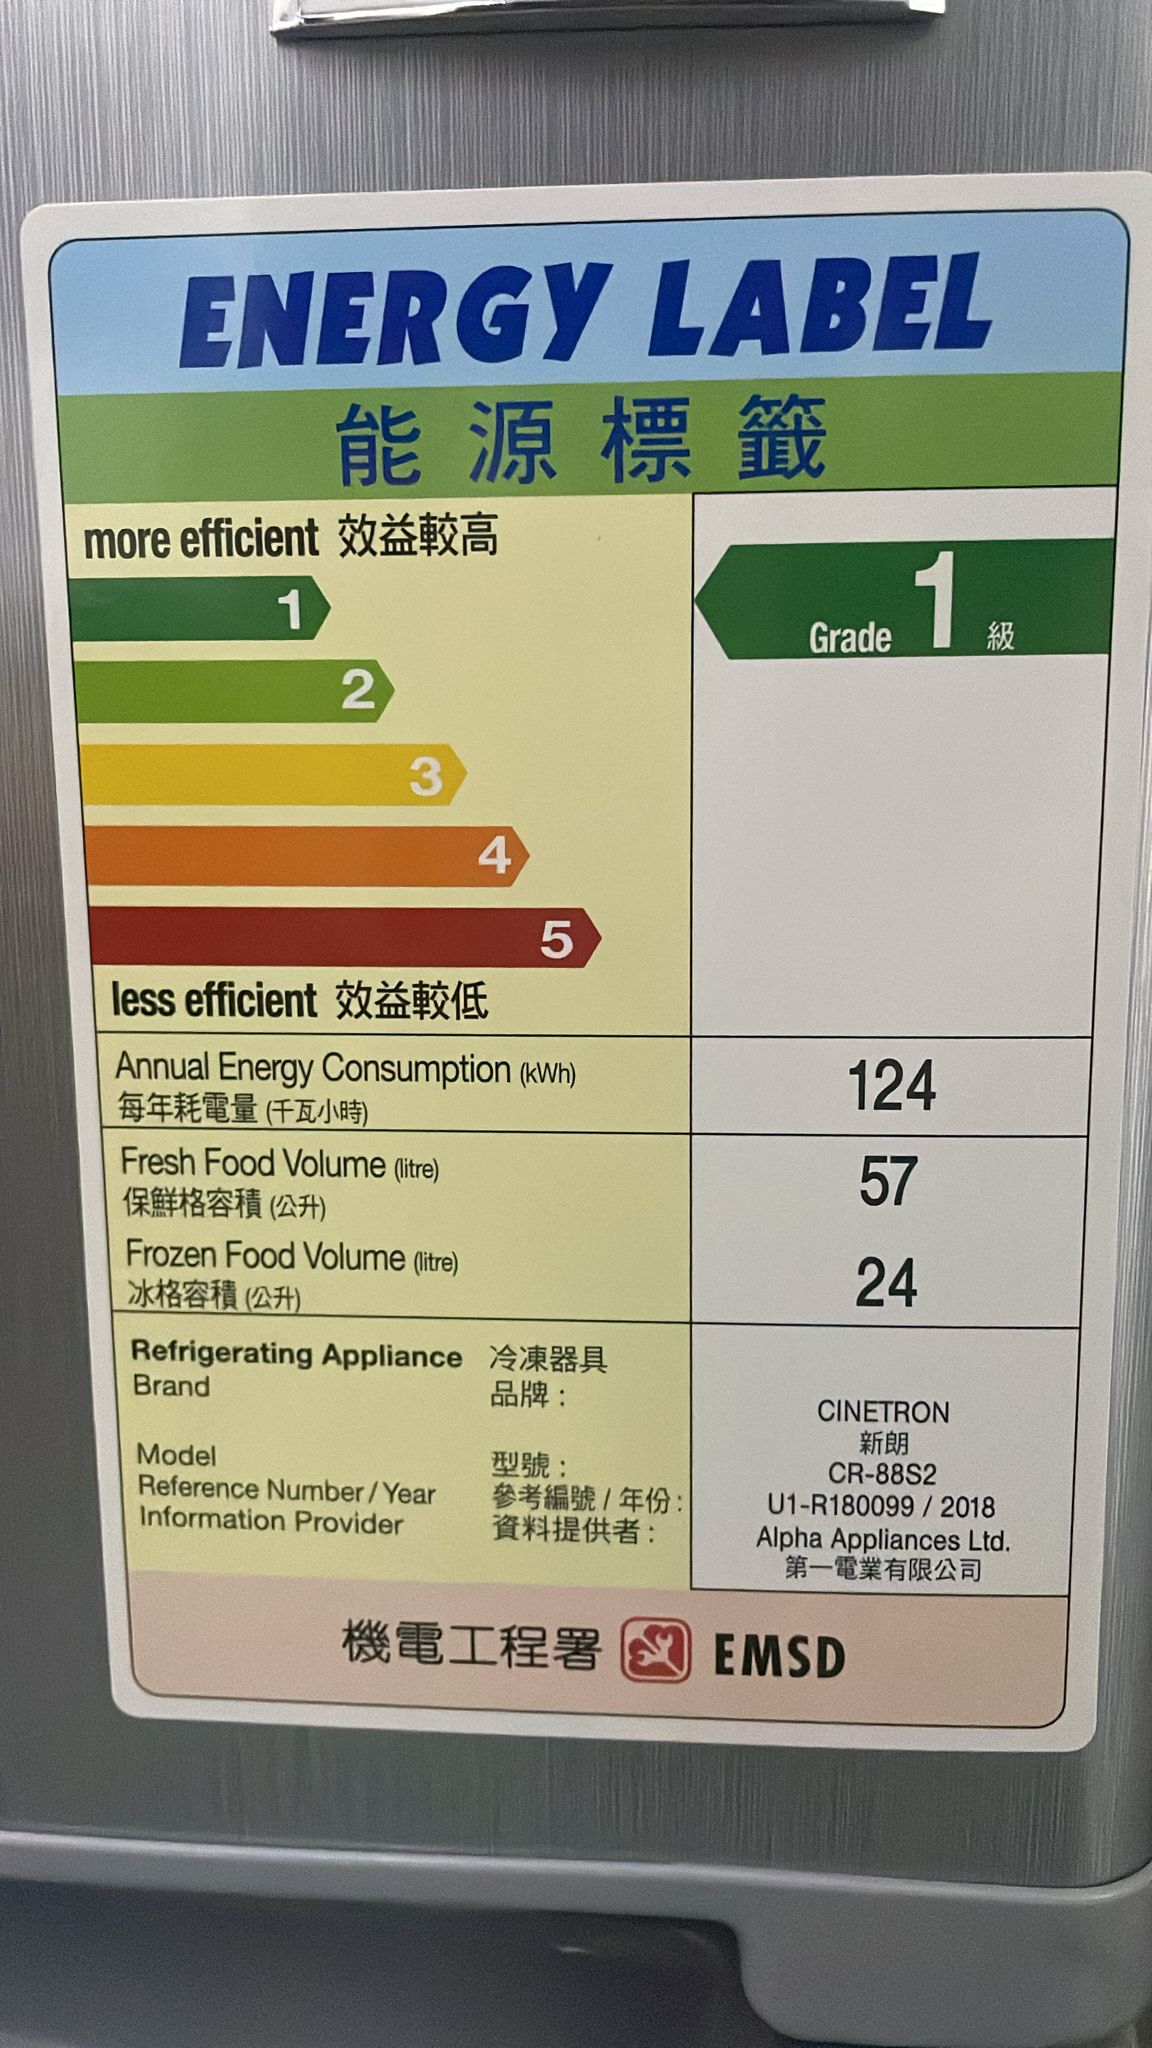 ENERGY LABEL
能源標籤
more efficient 效益較高
1
2
3
4
5
less efficient 效益較低
Grade 1 級
Annual Energy Consumption (kWh)
每年耗電量 (千瓦小時)
124
Fresh Food Volume (litre)
保鮮格容積 (公升)
57
Frozen Food Volume (litre)
冰格容積 (公升)
24
Refrigerating Appliance 冷凍器具
Brand 品牌 :
CINETRON
新朗
Model 型號 :
CR-88S2
Reference Number / Year 參考編號 / 年份 :
U1-R180099 / 2018
Information Provider 資料提供者 :
Alpha Appliances Ltd.
第一電業有限公司
機電工程署 EMSD